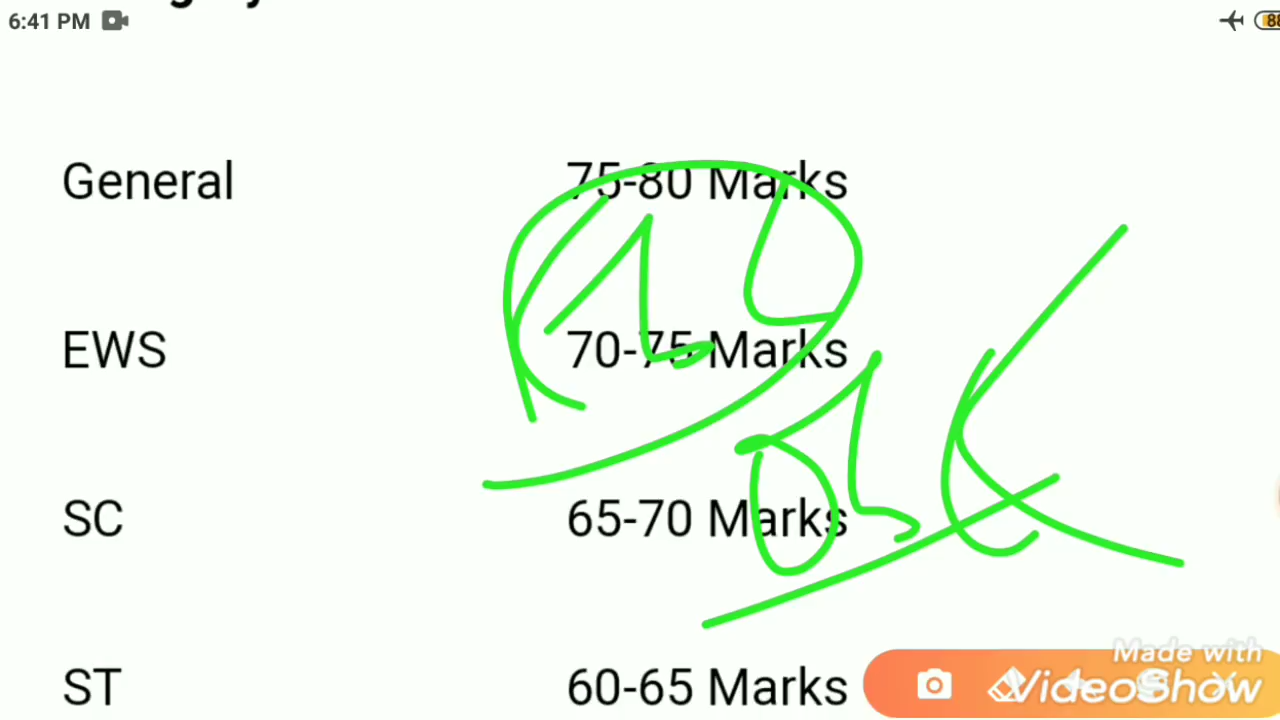 6:41 PM
General 75-80 Marks
EWS 70-75 Marks
SC 65-70 Marks
ST 60-65 Marks
Made with
VideoShow